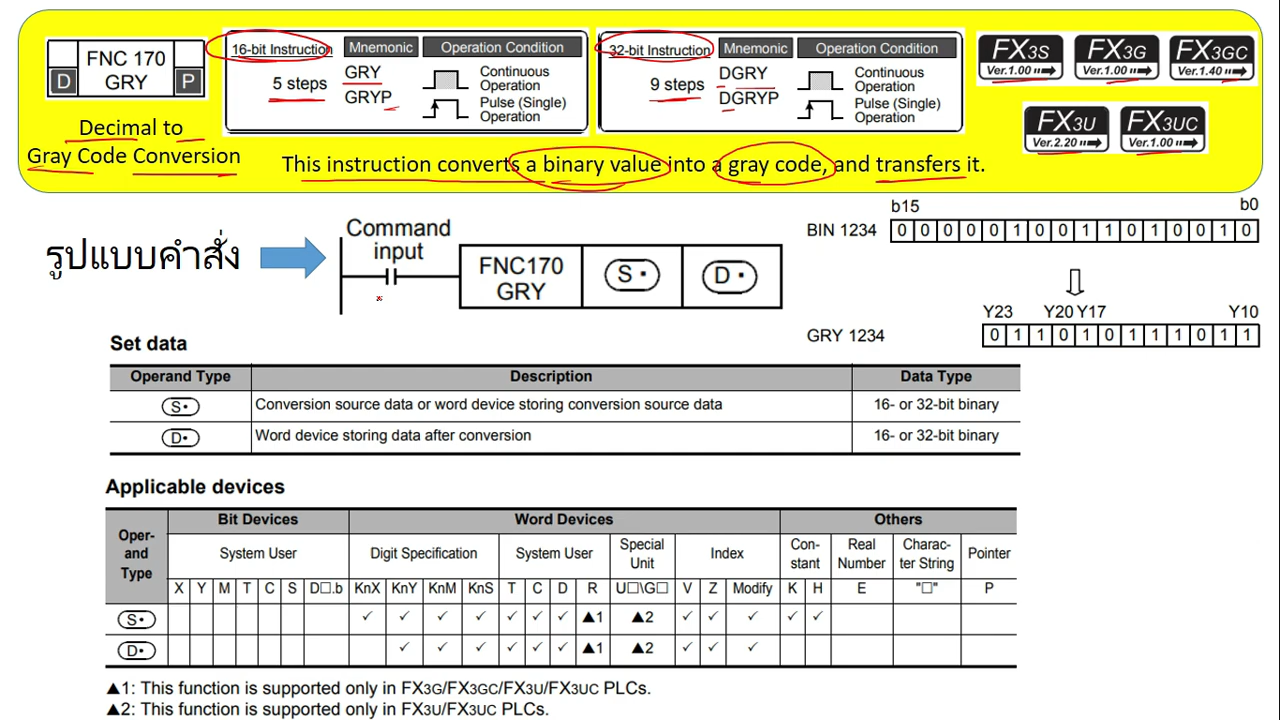 FNC 170
GRY
D
P
Decimal to
Gray Code Conversion
16-bit Instruction Mnemonic Operation Condition
5 steps
GRY
GRYP
Continuous
Operation
Pulse (Single)
Operation
32-bit Instruction Mnemonic Operation Condition
9 steps
DGRY
DGRYP
Continuous
Operation
Pulse (Single)
Operation
FX3S
Ver.1.00
FX3G
Ver.1.00
FX3GC
Ver.1.40
FX3U
Ver.2.20
FX3UC
Ver.1.00
This instruction converts a binary value into a gray code, and transfers it.
รูปแบบคำสั่ง
Command
input
FNC170
GRY
S•
D•
b15 b0
BIN 1234 0 0 0 0 0 1 0 0 1 1 0 1 0 0 1 0
Y23 Y20 Y17 Y10
GRY 1234 0 1 1 0 1 0 1 1 1 0 1 1
Set data
Operand Type Description Data Type
S• Conversion source data or word device storing conversion source data 16- or 32-bit binary
D• Word device storing data after conversion 16- or 32-bit binary
Applicable devices
Oper-
and
Type
Bit Devices Word Devices Others
System User Digit Specification System User Special
Unit Index Con-
stant Real
Number Charac-
ter String Pointer
X Y M T C S D□.b KnX KnY KnM KnS T C D R U□\G□ V Z Modify K H E "□" P
S• ✓ ✓ ✓ ✓ ✓ ✓ ✓ ▲1 ▲2 ✓ ✓ ✓ ✓ ✓
D• ✓ ✓ ✓ ✓ ✓ ✓ ▲1 ▲2 ✓ ✓ ✓
▲1: This function is supported only in FX3G/FX3GC/FX3U/FX3UC PLCs.
▲2: This function is supported only in FX3U/FX3UC PLCs.